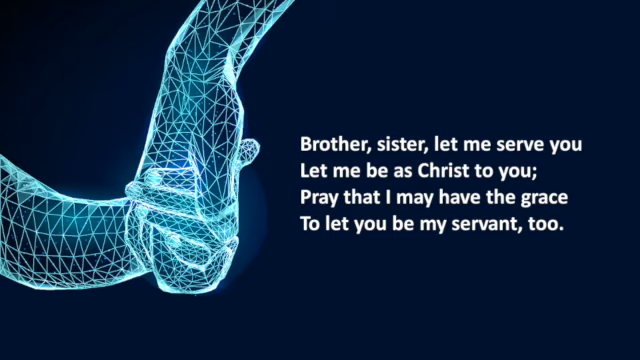 Brother, sister, let me serve you
Let me be as Christ to you;
Pray that I may have the grace
To let you be my servant, too.